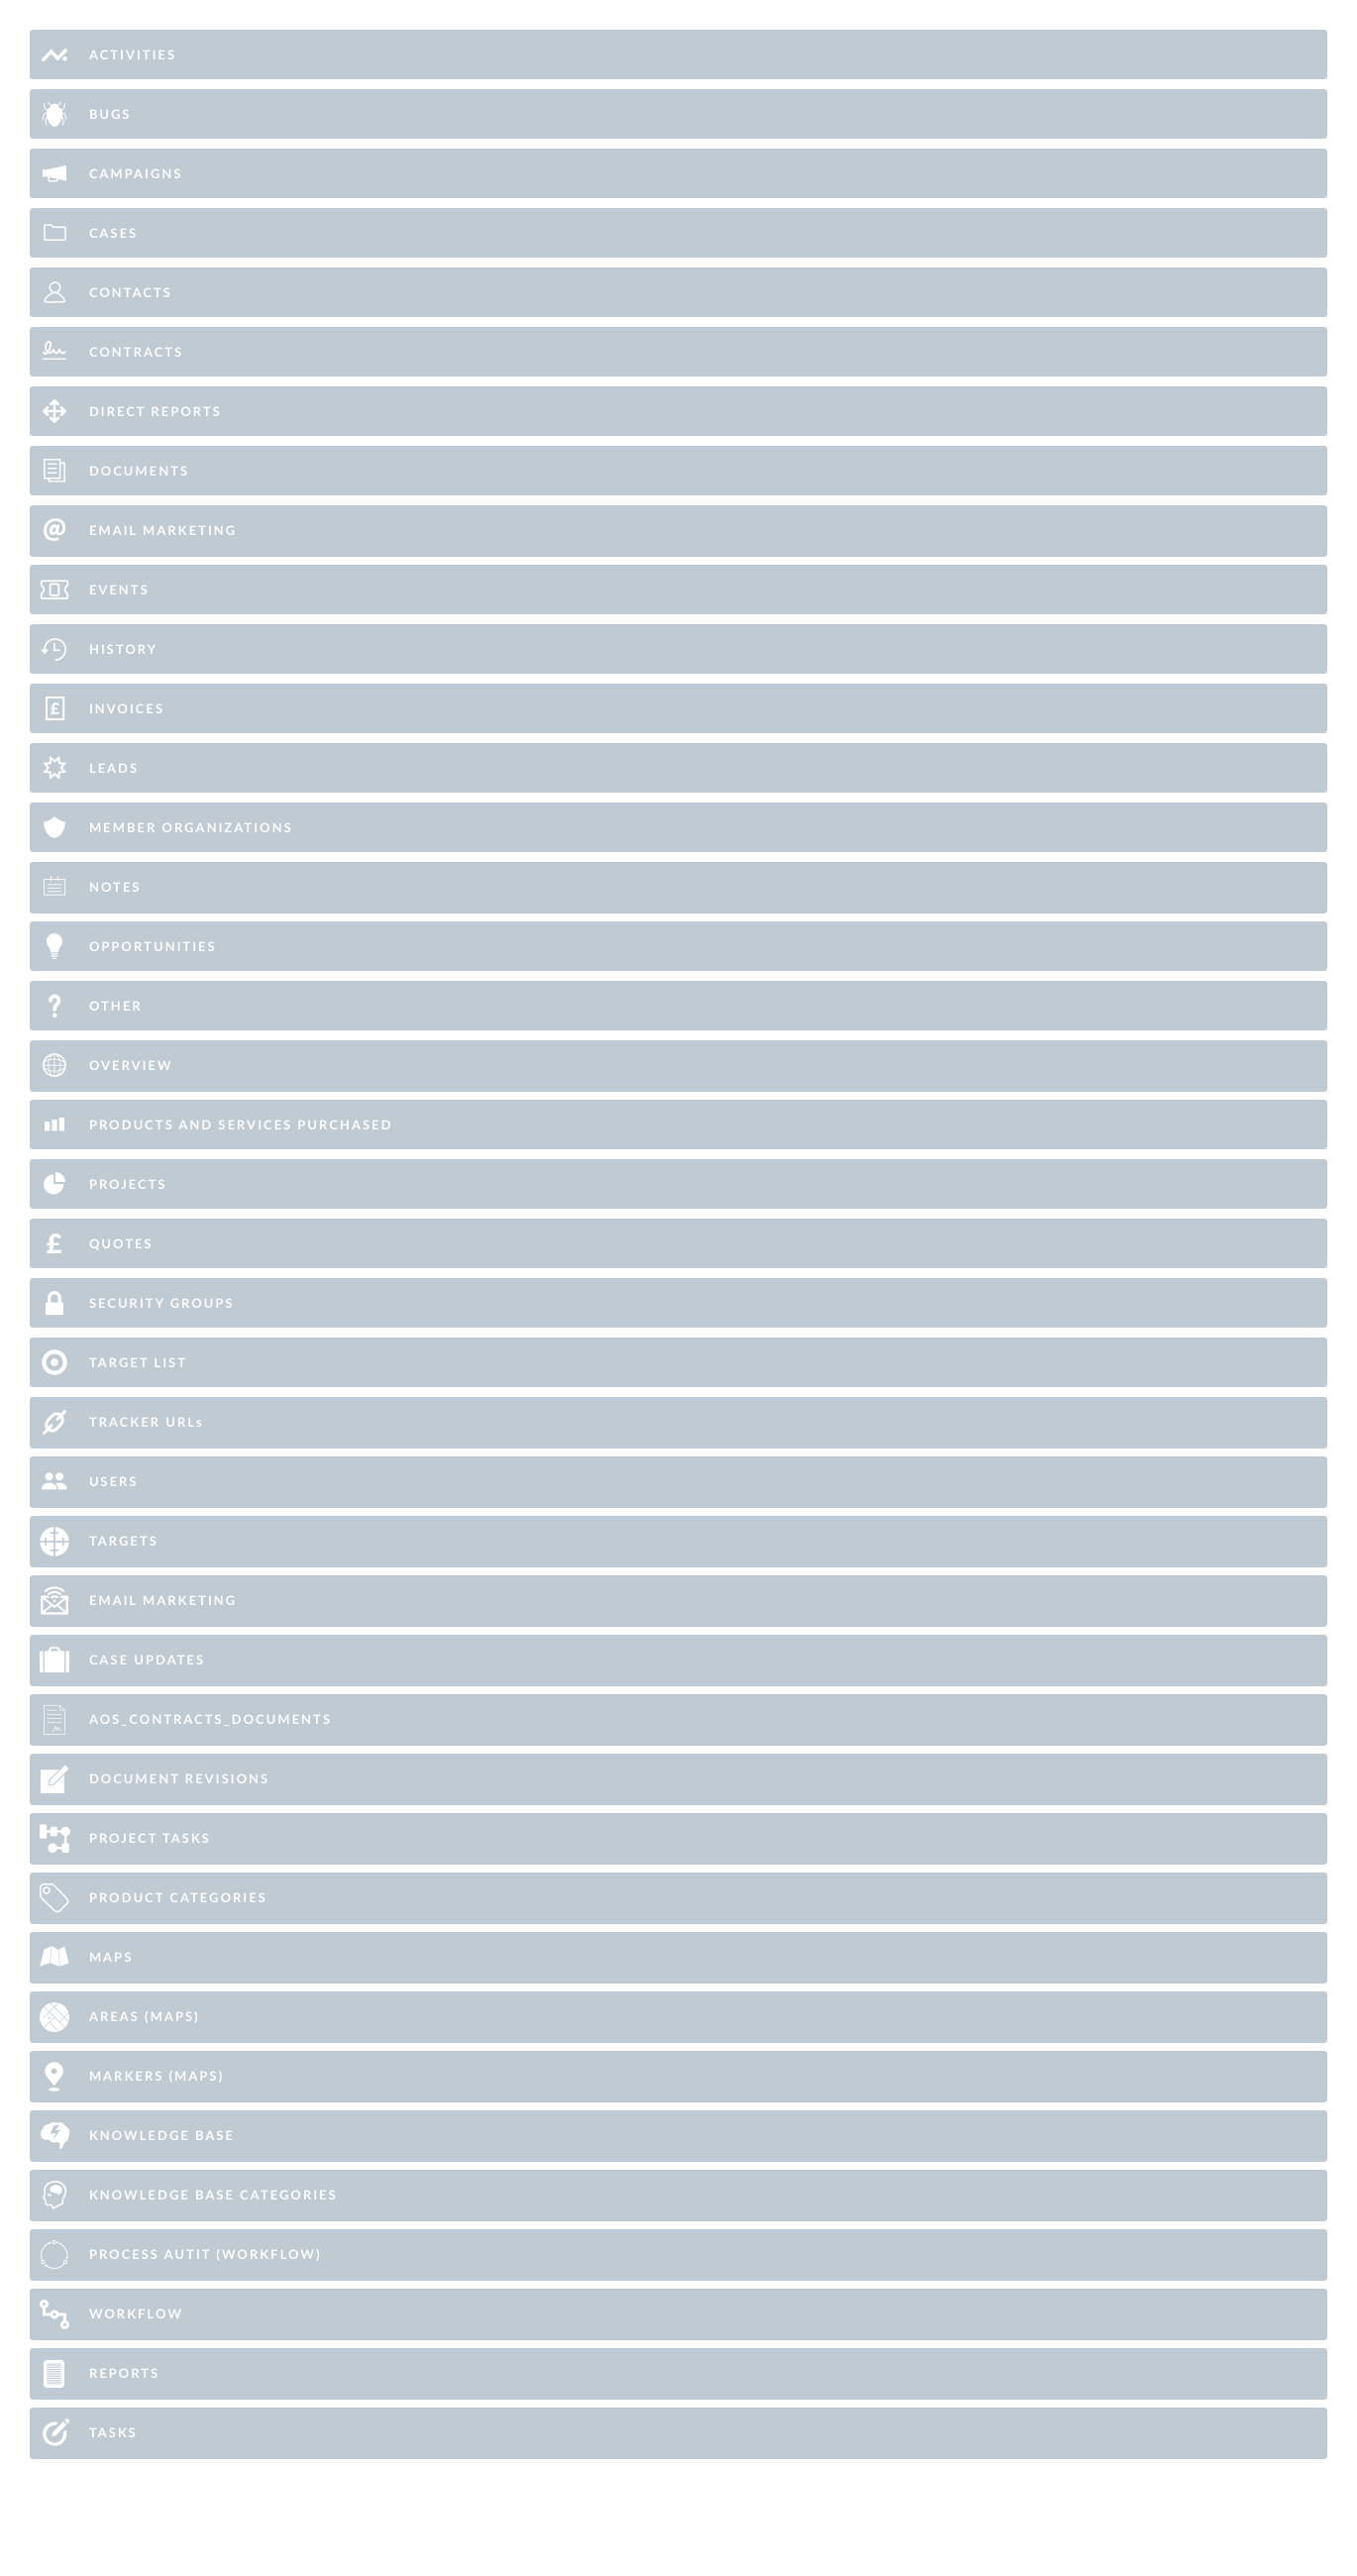 ACTIVITIES
BUGS
CAMPAIGNS
CASES
CONTACTS
CONTRACTS
DIRECT REPORTS
DOCUMENTS
@ EMAIL MARKETING
EVENTS
HISTORY
£ INVOICES
LEADS
MEMBER ORGANIZATIONS
NOTES
OPPORTUNITIES
? OTHER
OVERVIEW
PRODUCTS AND SERVICES PURCHASED
PROJECTS
£ QUOTES
SECURITY GROUPS
TARGET LIST
TRACKER URLs
USERS
TARGETS
EMAIL MARKETING
CASE UPDATES
AOS_CONTRACTS_DOCUMENTS
DOCUMENT REVISIONS
PROJECT TASKS
PRODUCT CATEGORIES
MAPS
AREAS (MAPS)
MARKERS (MAPS)
KNOWLEDGE BASE
KNOWLEDGE BASE CATEGORIES
PROCESS AUTIT (WORKFLOW)
WORKFLOW
REPORTS
TASKS